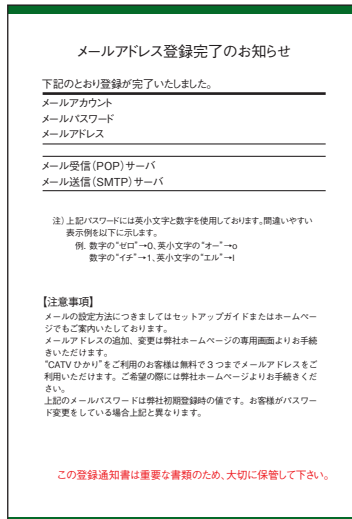 メールアドレス登録完了のお知らせ
下記のとおり登録が完了いたしました。
メールアカウント
メールパスワード
メールアドレス
メール受信（POP）サーバ
メール送信（SMTP）サーバ
注）上記パスワードには英小文字と数字を使用しております。間違いやすい
表示例を以下に示します。
例. 数字の“ゼロ”→0、英小文字の“オー”→o
数字の“イチ”→1、英小文字の“エル”→l
【注意事項】
メールの設定方法につきましてはセットアップガイドまたはホームペー
ジでもご案内いたしております。
メールアドレスの追加、変更は弊社ホームページの専用画面よりお手続
きいただけます。
“CATV ひかり”をご利用のお客様は無料で３つまでメールアドレスをご
利用いただけます。ご希望の際には弊社ホームページよりお手続きくだ
さい。
上記のメールパスワードは弊社初期登録時の値です。お客様がパスワー
ド変更をしている場合上記と異なります。
この登録通知書は重要な書類のため、大切に保管して下さい。